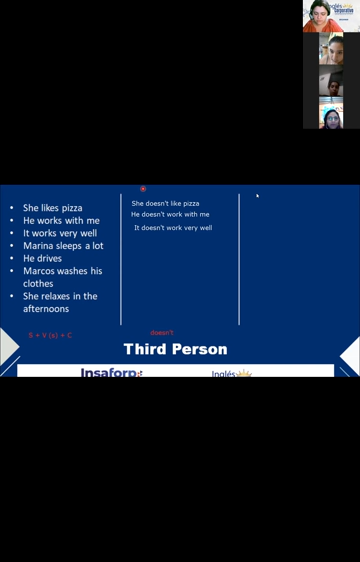 Inglés
Corporativo
• She likes pizza
• He works with me
• It works very well
• Marina sleeps a lot
• He drives
• Marcos washes his
clothes
• She relaxes in the
afternoons
She doesn't like pizza
He doesn't work with me
It doesn't work very well
S + V (s) + C
doesn't
Third Person
Insaforp
Inglés